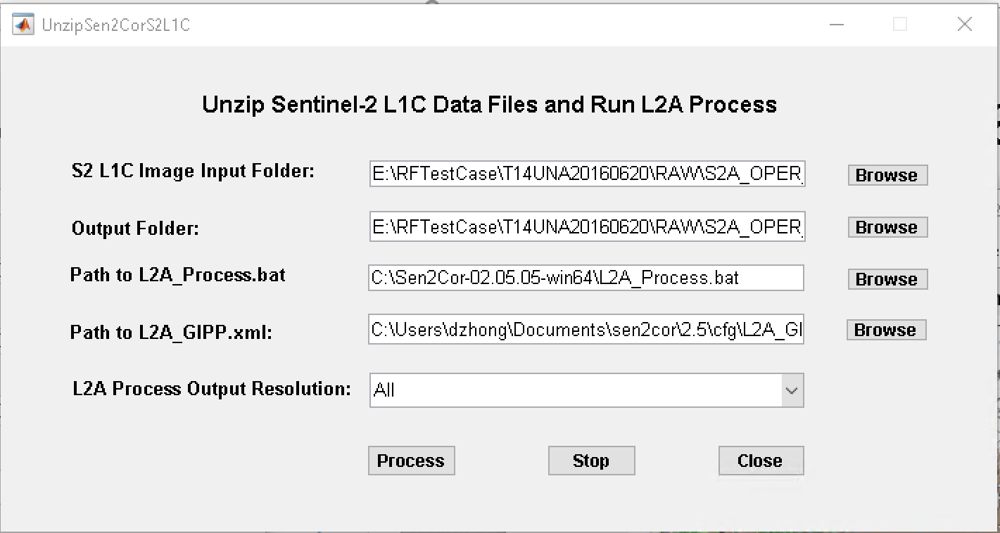 UnzipSen2CorS2L1C
Unzip Sentinel-2 L1C Data Files and Run L2A Process
S2 L1C Image Input Folder: E:\RFTestCase\T14UNA20160620\RAW\S2A_OPER_ Browse
Output Folder: E:\RFTestCase\T14UNA20160620\RAW\S2A_OPER_ Browse
Path to L2A_Process.bat C:\Sen2Cor-02.05.05-win64\L2A_Process.bat Browse
Path to L2A_GIPP.xml: C:\Users\dzhong\Documents\sen2cor\2.5\cfg\L2A_GI Browse
L2A Process Output Resolution: All
Process Stop Close